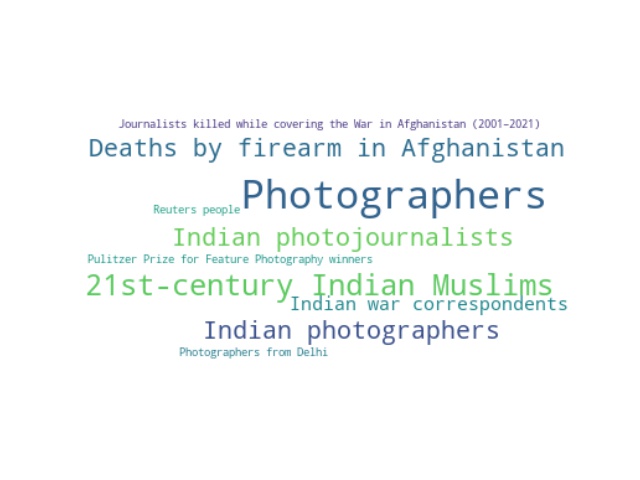 Journalists killed while covering the War in Afghanistan (2001–2021)
Deaths by firearm in Afghanistan
Photographers
Reuters people
Indian photojournalists
Pulitzer Prize for Feature Photography winners
21st-century Indian Muslims
Indian war correspondents
Indian photographers
Photographers from Delhi